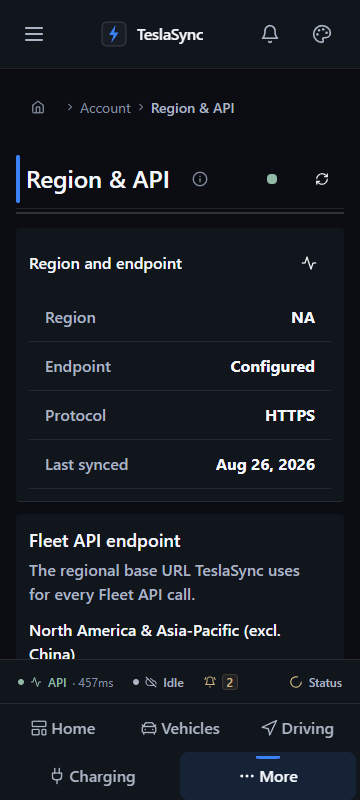 TeslaSync
Account
Region & API
Region & API
Region and endpoint
Region
NA
Endpoint
Configured
Protocol
HTTPS
Last synced
Aug 26, 2026
Fleet API endpoint
The regional base URL TeslaSync uses
for every Fleet API call.
North America & Asia-Pacific (excl.
China)
API · 457ms
Idle
2
Status
Home
Vehicles
Driving
Charging
More